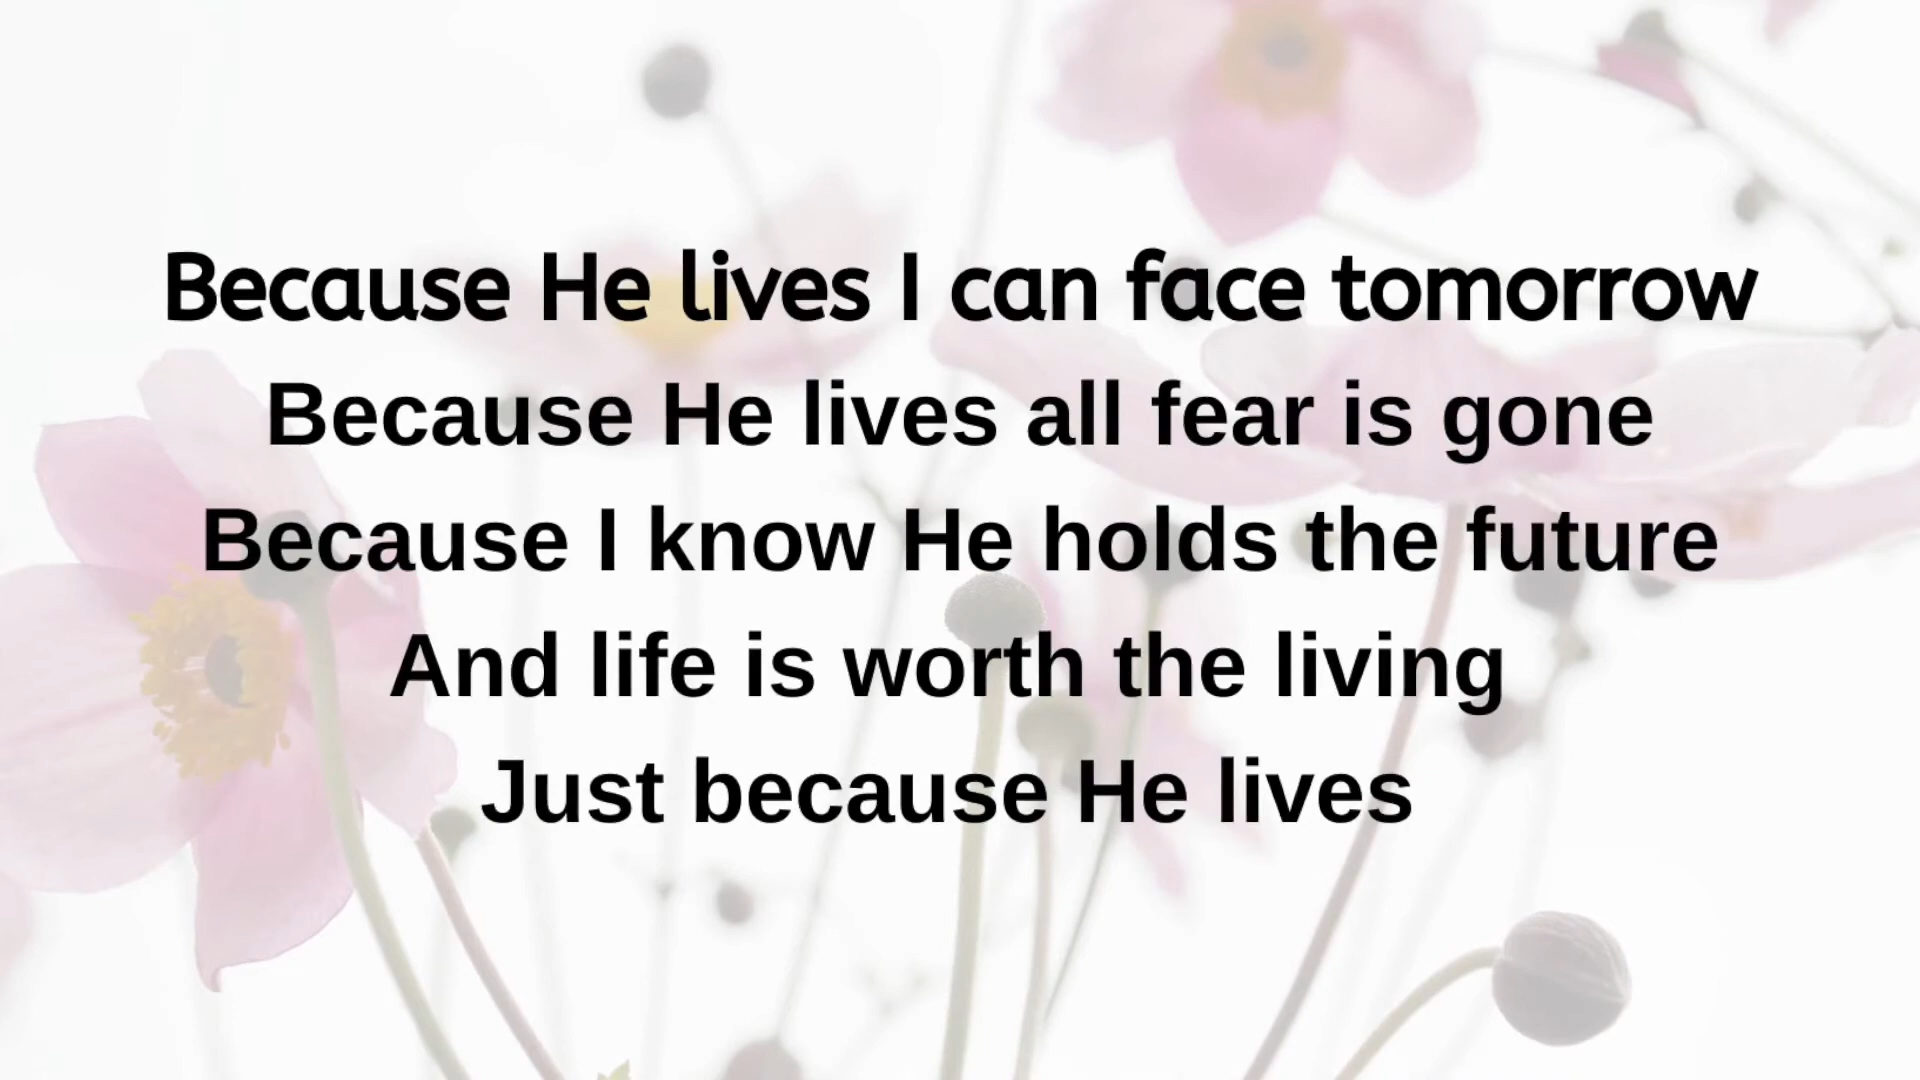 Because He lives I can face tomorrow
Because He lives all fear is gone
Because I know He holds the future
And life is worth the living
Just because He lives